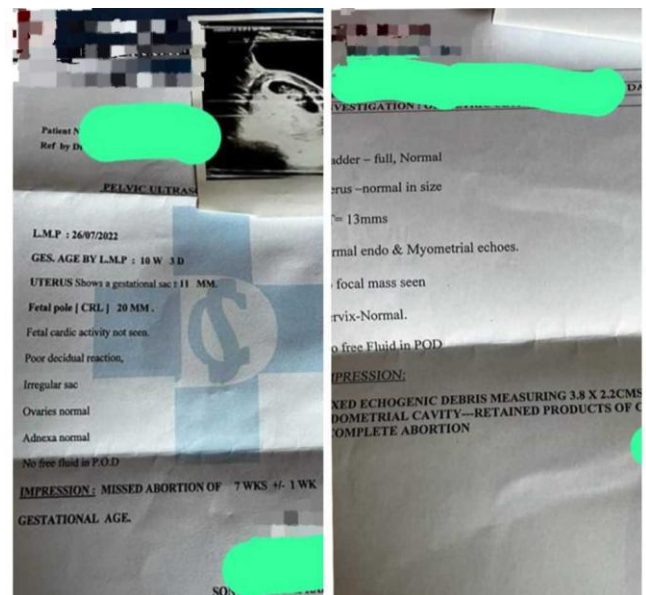 Patient N
Ref by D
PELVIC ULTRAS
L.M.P : 26/07/2022
GES. AGE BY L.M.P : 10 W 3 D
UTERUS Shows a gestational sac : 11 MM.
Fetal pole [ CRL ] 20 MM .
Fetal cardic activity not seen.
Poor decidual reaction,
Irregular sac
Ovaries normal
Adnexa normal
No free fluid in P.O.D
IMPRESSION : MISSED ABORTION OF 7 WKS +/- 1 WK
GESTATIONAL AGE.
SON
DA
VESTIGATION :
adder – full, Normal
erus –normal in size
= 13mms
rmal endo & Myometrial echoes.
focal mass seen
rvix-Normal.
o free Fluid in POD
PRESSION:
XED ECHOGENIC DEBRIS MEASURING 3.8 X 2.2CMS
DOMETRIAL CAVITY—RETAINED PRODUCTS OF C
OMPLETE ABORTION